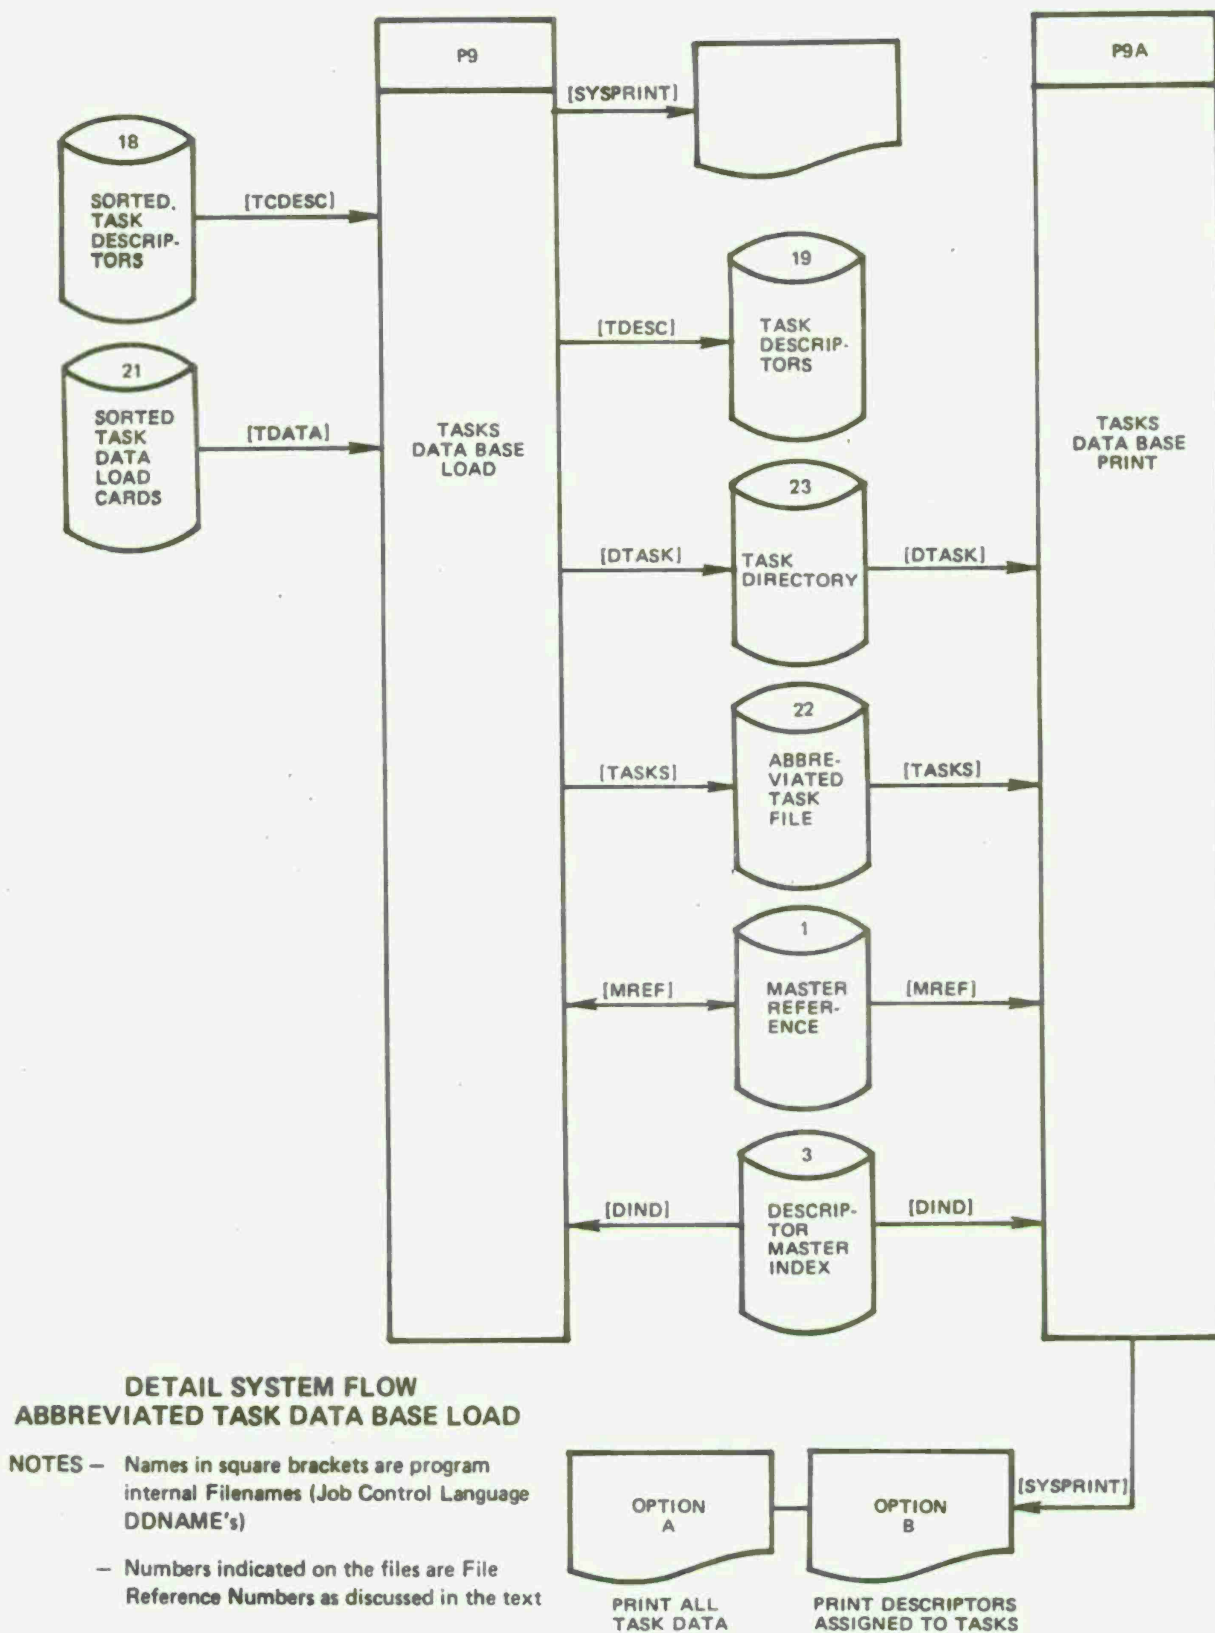 P9
P9A
[SYSPRINT]
18
SORTED.
TASK
DESCRIP-
TORS
[TCDESC]
19
TASK
DESCRIP-
TORS
[TDESC]
21
SORTED
TASK
DATA
LOAD
CARDS
[TDATA]
TASKS
DATA BASE
LOAD
TASKS
DATA BASE
PRINT
23
TASK
DIRECTORY
[DTASK]
[DTASK]
22
ABBRE-
VIATED
TASK
FILE
[TASKS]
[TASKS]
1
MASTER
REFER-
ENCE
[MREF]
[MREF]
3
DESCRIP-
TOR
MASTER
INDEX
[DIND]
[DIND]
DETAIL SYSTEM FLOW
ABBREVIATED TASK DATA BASE LOAD
NOTES — Names in square brackets are program
internal Filenames (Job Control Language
DDNAME's)
— Numbers indicated on the files are File
Reference Numbers as discussed in the text
OPTION
A
OPTION
B
[SYSPRINT]
PRINT ALL
TASK DATA
PRINT DESCRIPTORS
ASSIGNED TO TASKS